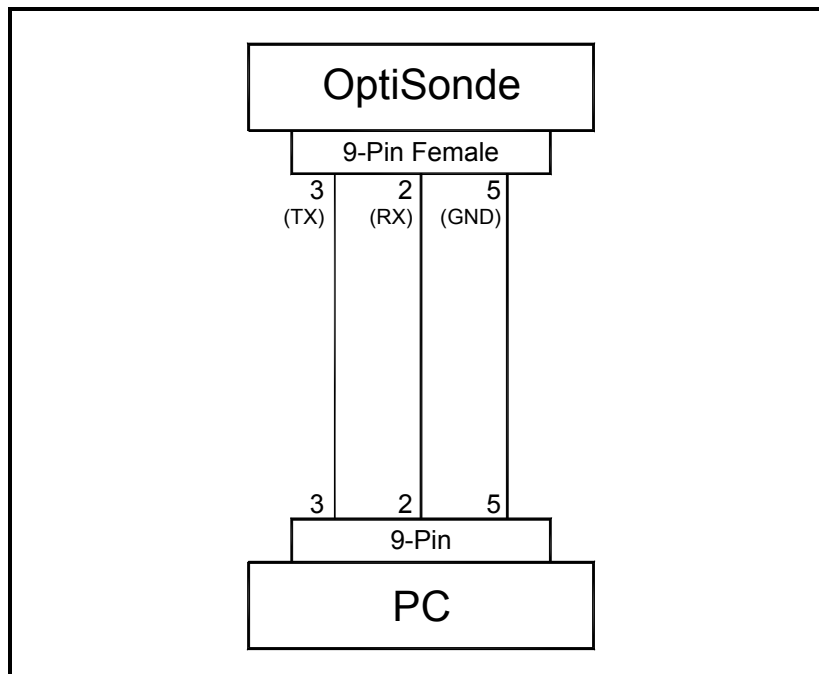 OptiSonde
9-Pin Female
3 2 5
(TX) (RX) (GND)
3 2 5
9-Pin
PC